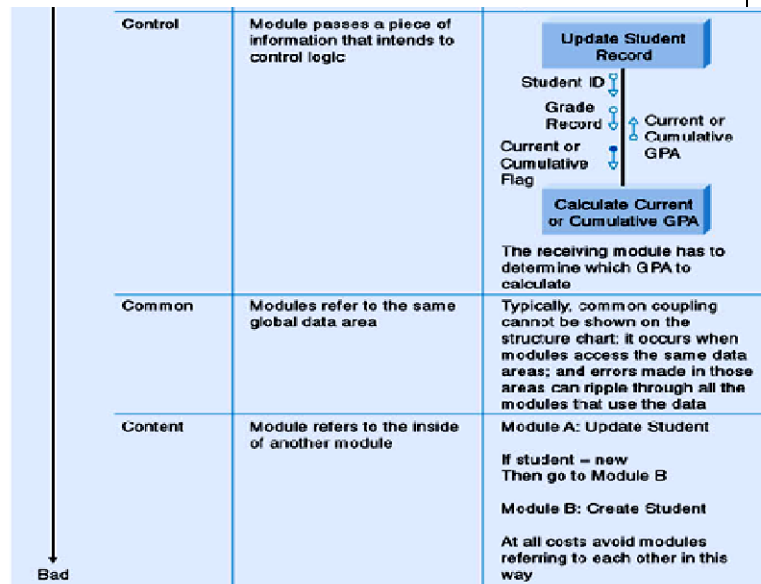 Control
Module passes a piece of
information that intends to
control logic
Update Student
Record
Student ID
Grade
Record
Current or
Cumulative
GPA
Current or
Cumulative
Flag
Calculate Current
or Cumulative GPA
The receiving module has to
determine which GPA to
calculate
Common
Modules refer to the same
global data area
Typically, common coupling
cannot be shown on the
structure chart; it occurs when
modules access the same data
areas; and errors made in those
areas can ripple through all the
modules that use the data
Content
Module refers to the inside
of another module
Module A: Update Student
If student – new
Then go to Module B
Module B: Create Student
At all costs avoid modules
referring to each other in this
way
Bad